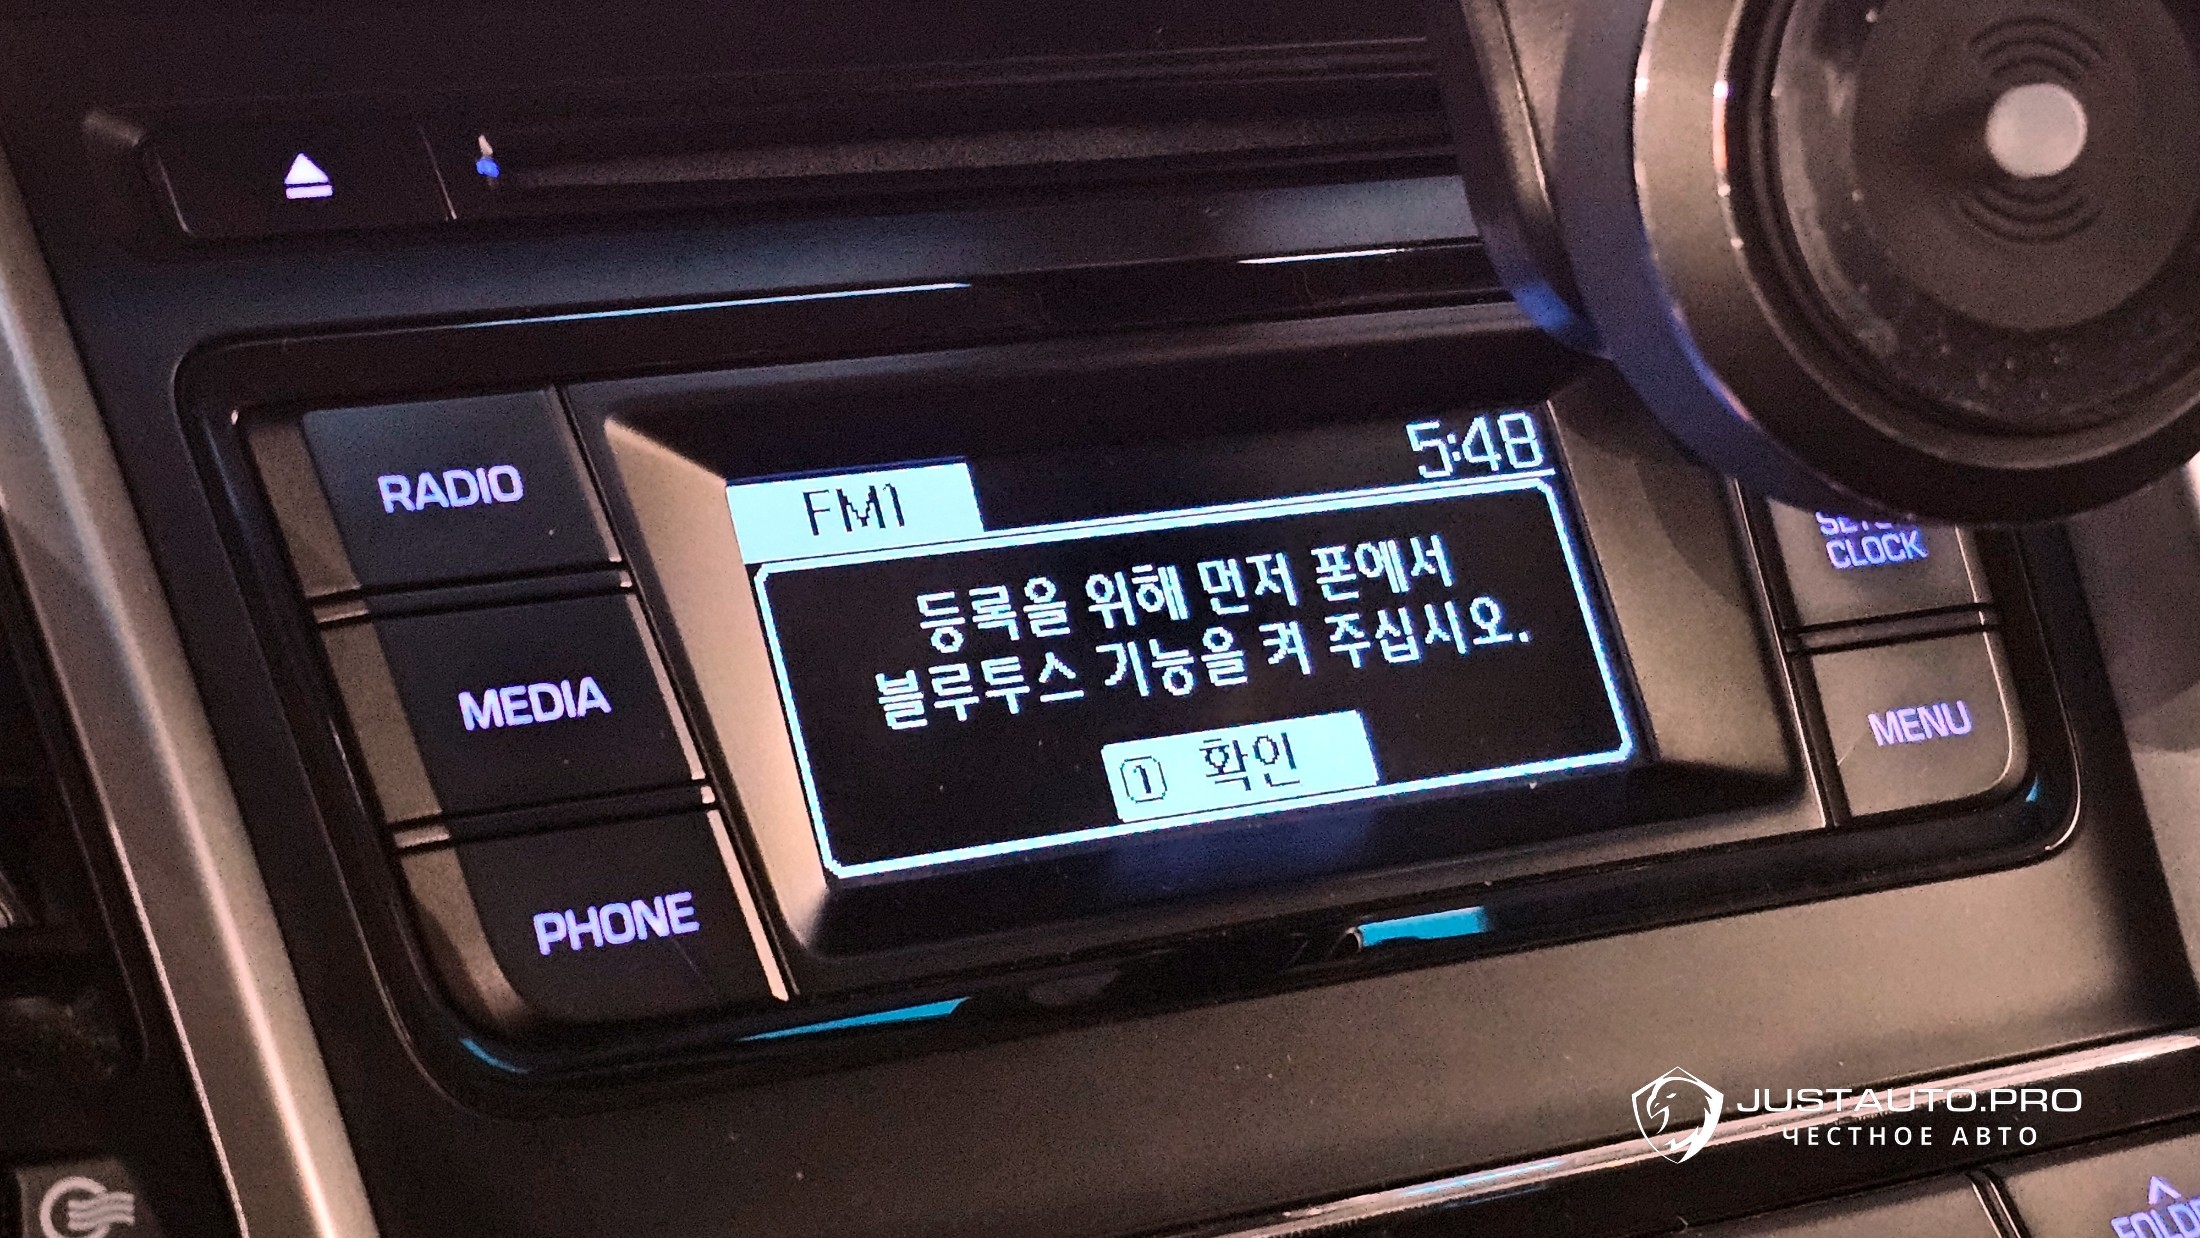 RADIO
MEDIA
PHONE
FM1
5:48
등록을 위해 먼저 폰에서
블루투스 기능을 켜 주십시오.
1 확인
CLOCK
MENU
JUSTAUTO.PRO
ЧЕСТНОЕ АВТО